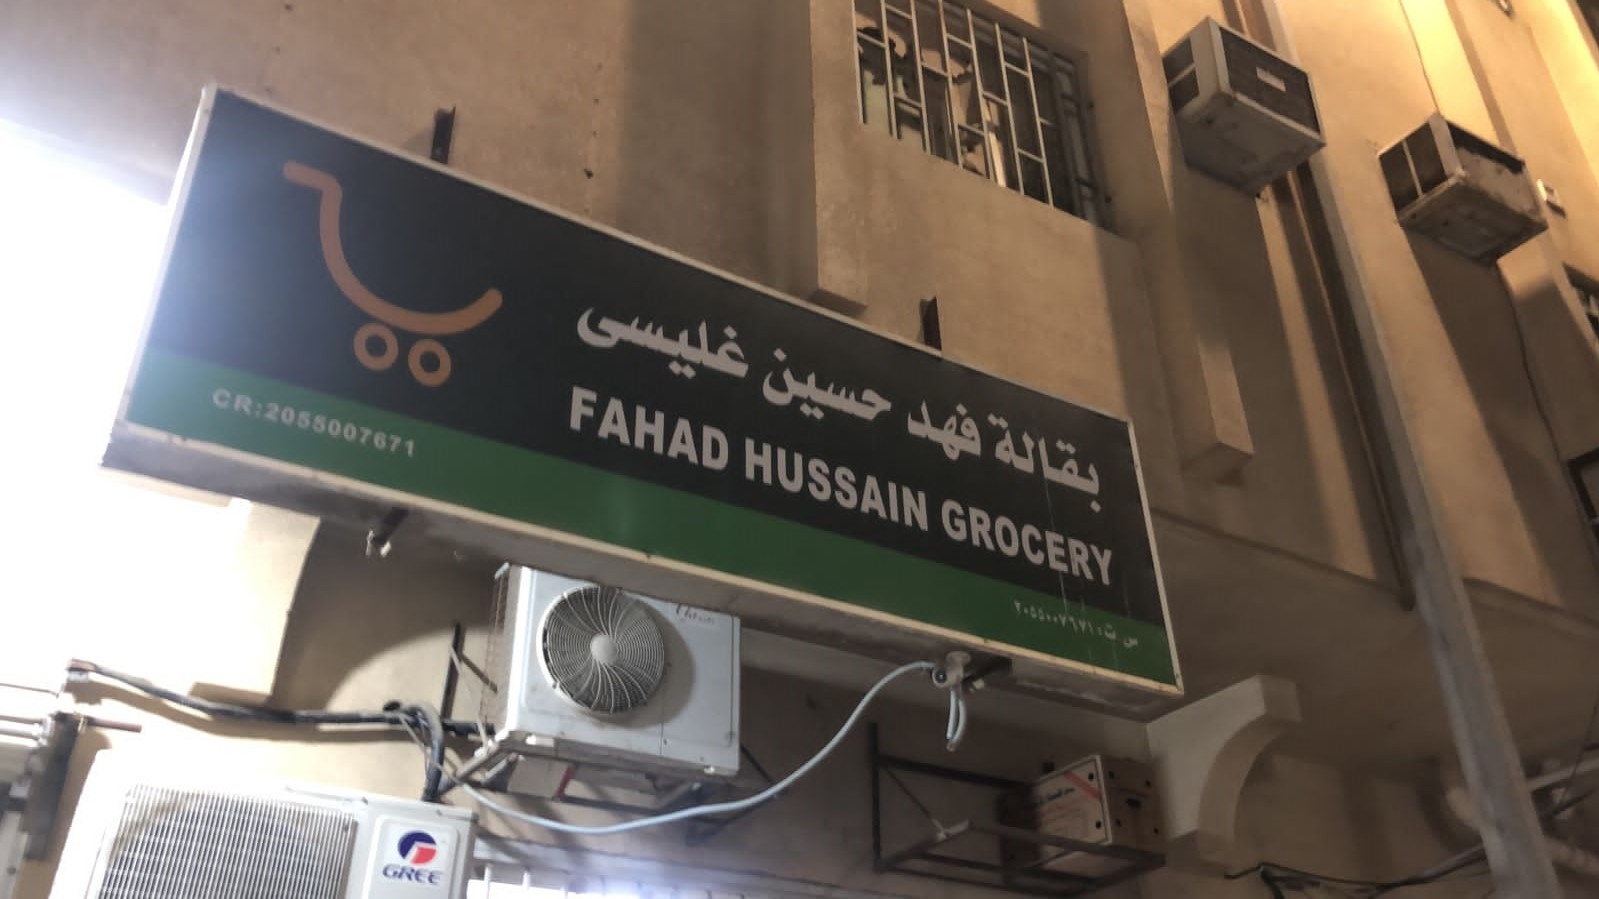 بقالة فهد حسين غليسى
FAHAD HUSSAIN GROCERY
CR:2055007671
س ت: ٢٠٥٥٠٠٧٦٧١
GREE